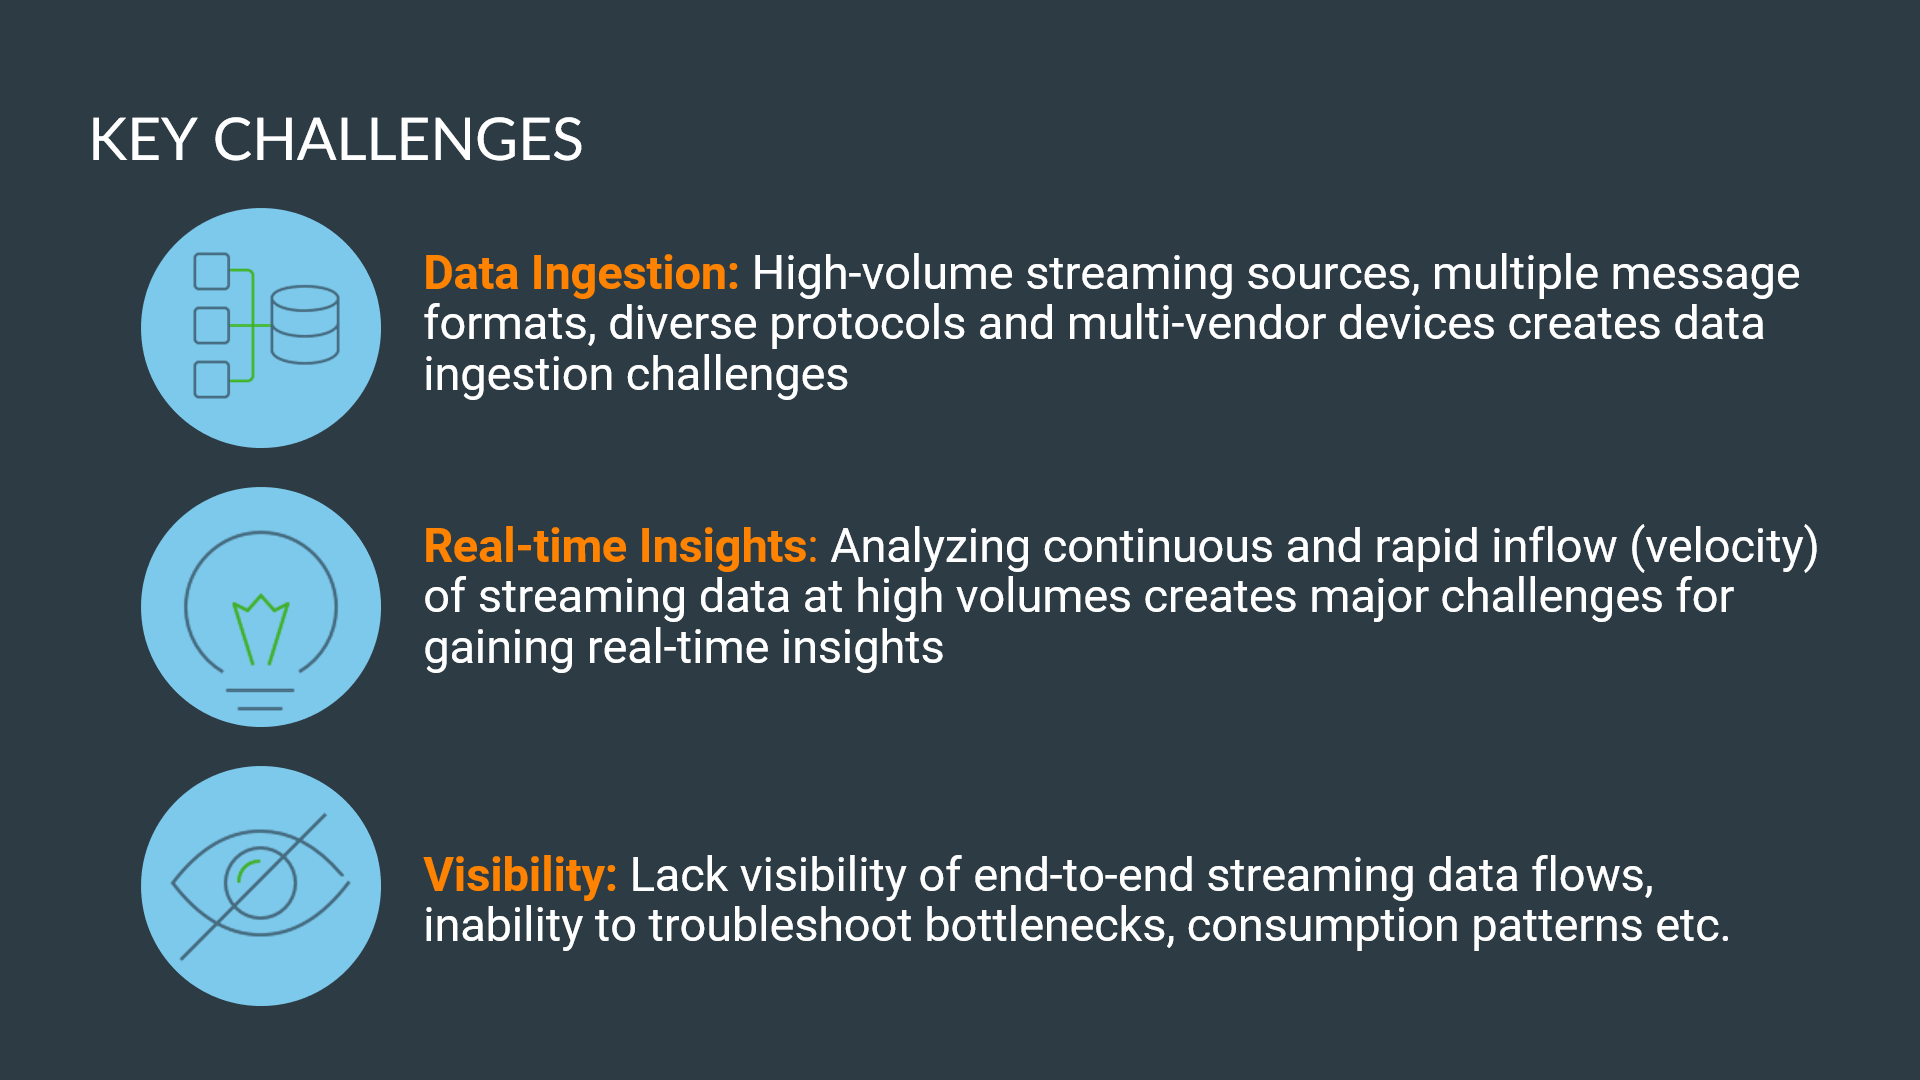 KEY CHALLENGES
Data Ingestion: High-volume streaming sources, multiple message
formats, diverse protocols and multi-vendor devices creates data
ingestion challenges
Real-time Insights: Analyzing continuous and rapid inflow (velocity)
of streaming data at high volumes creates major challenges for
gaining real-time insights
Visibility: Lack visibility of end-to-end streaming data flows,
inability to troubleshoot bottlenecks, consumption patterns etc.